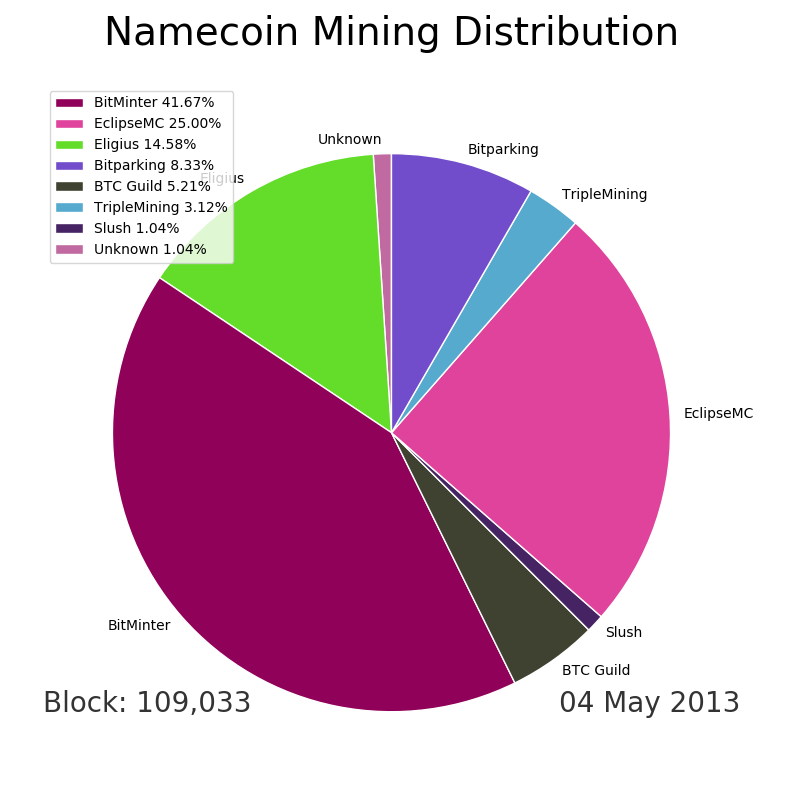 Namecoin Mining Distribution
BitMinter 41.67%
EclipseMC 25.00%
Eligius 14.58%
Bitparking 8.33%
BTC Guild 5.21%
TripleMining 3.12%
Slush 1.04%
Unknown 1.04%
Unknown
Bitparking
Eligius
TripleMining
EclipseMC
BitMinter
Slush
BTC Guild
Block: 109,033
04 May 2013